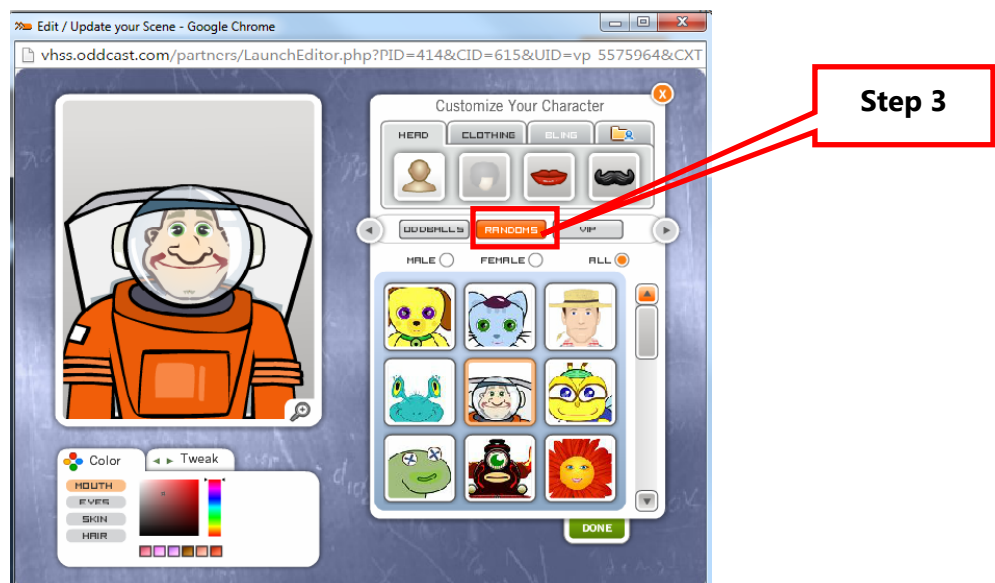 Edit / Update your Scene - Google Chrome
vhss.oddcast.com/partners/LaunchEditor.php?PID=414&CID=615&UID=vp_5575964&CXT
Customize Your Character
Step 3
HEAD CLOTHING BLING
ODDBALLS RANDOMS VIP
MALE FEMALE ALL
Color Tweak
MOUTH
EYES
SKIN
HAIR
DONE